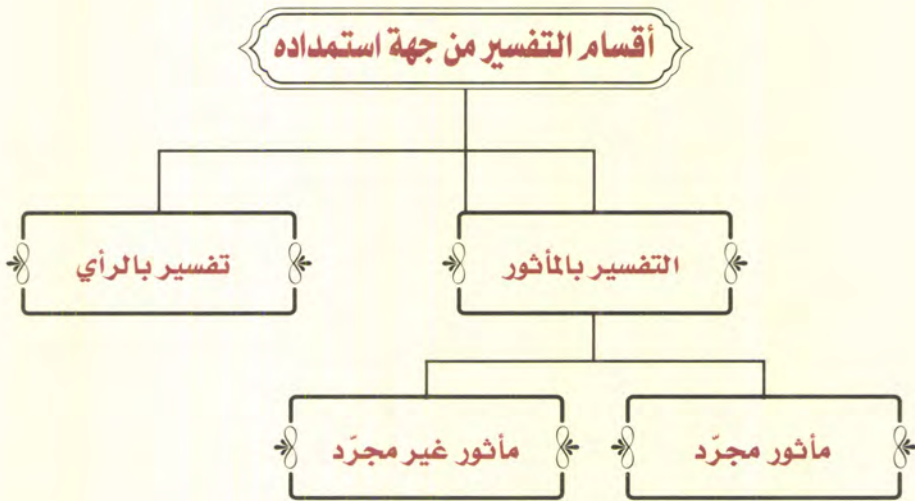 أقسام التفسير من جهة استمداده
التفسير بالمأثور
تفسير بالرأي
مأثور مجرّد
مأثور غير مجرّد